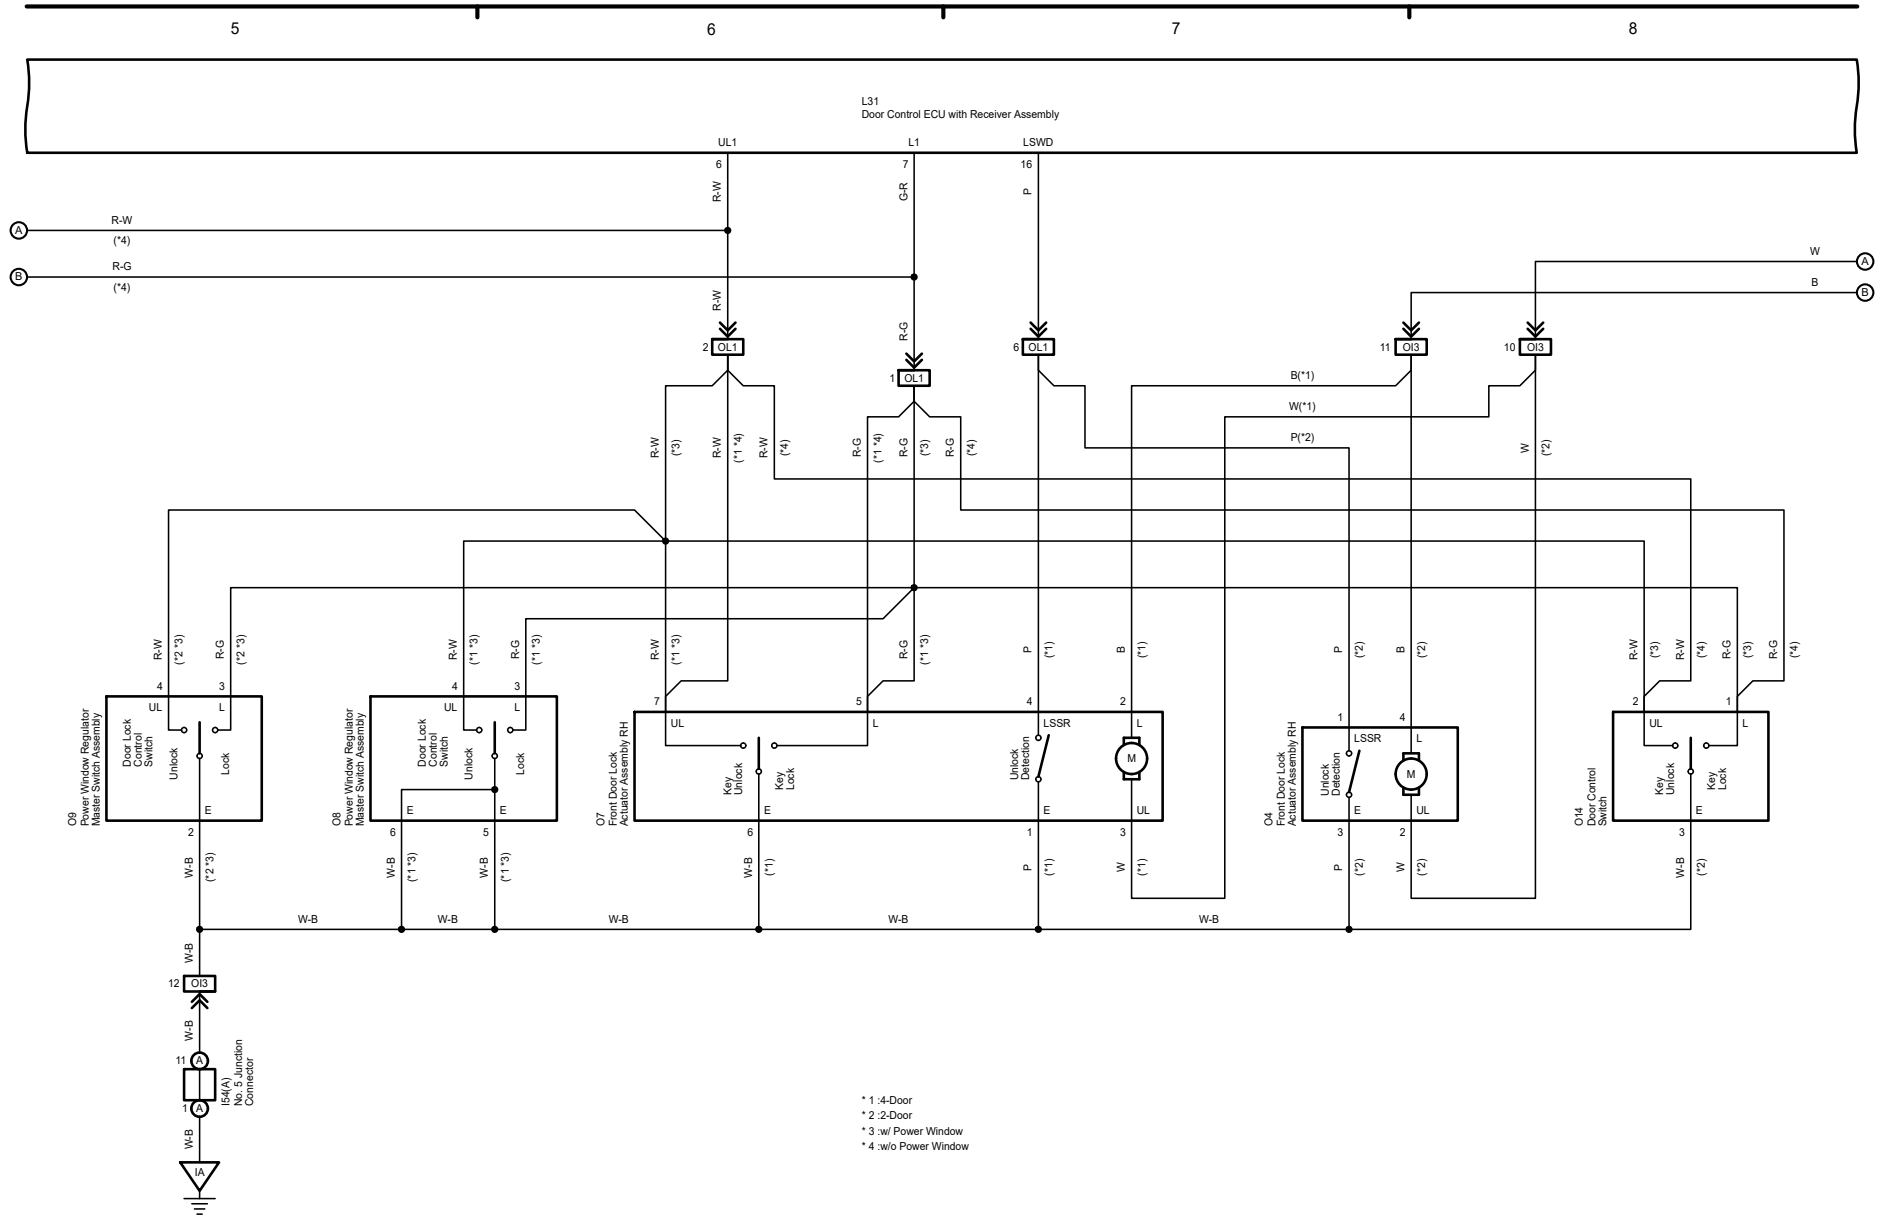 5 6 7 8
L31
Door Control ECU with Receiver Assembly
UL1 L1 LSWD
6 7 16
R-W G-R P
A R-W
(*4)
B R-G
(*4)
W A
B B
R-W R-G
2 OL1
1 OL1
6 OL1
11 OI3
10 OI3
B(*1)
W(*1)
P(*2)
R-W (*3)
R-W (*1 *4)
R-W (*4)
R-G (*1 *4)
R-G (*3)
R-G (*4)
W (*2)
R-W (*2 *3)
R-G (*2 *3)
R-W (*1 *3)
R-G (*1 *3)
R-W (*1 *3)
R-G (*1 *3)
P (*1)
B (*1)
P (*2)
B (*2)
R-W (*3)
R-W (*4)
R-G (*3)
R-G (*4)
O9
Power Window Regulator
Master Switch Assembly
4 3
UL L
Door Lock
Control
Switch
Unlock
Lock
E
2
O8
Power Window Regulator
Master Switch Assembly
4 3
UL L
Door Lock
Control
Switch
Unlock
Lock
E E
6 5
O7
Front Door Lock
Actuator Assembly RH
7 5 4 2
UL L LSSR L
Key
Unlock
Key
Lock
Unlock
Detection
M
E E UL
6 1 3
O4
Front Door Lock
Actuator Assembly RH
1 4
LSSR L
Unlock
Detection
M
E UL
3 2
O14
Door Control
Switch
2 1
UL L
Key
Unlock
Key
Lock
E
3
W-B (*2 *3)
W-B (*1 *3)
W-B (*1 *3)
W-B (*1)
P (*1)
W (*1)
P (*2)
W (*2)
W-B (*2)
W-B W-B W-B W-B W-B
W-B
12 OI3
W-B
11 A
I54(A)
No. 5 Junction
Connector
1 A
W-B
IA
* 1 :4-Door
* 2 :2-Door
* 3 :w/ Power Window
* 4 :w/o Power Window